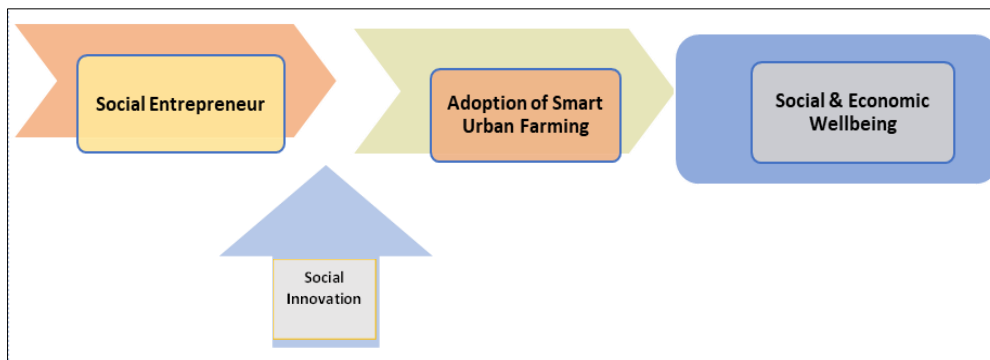 Social Entrepreneur
Adoption of Smart
Urban Farming
Social & Economic
Wellbeing
Social
Innovation